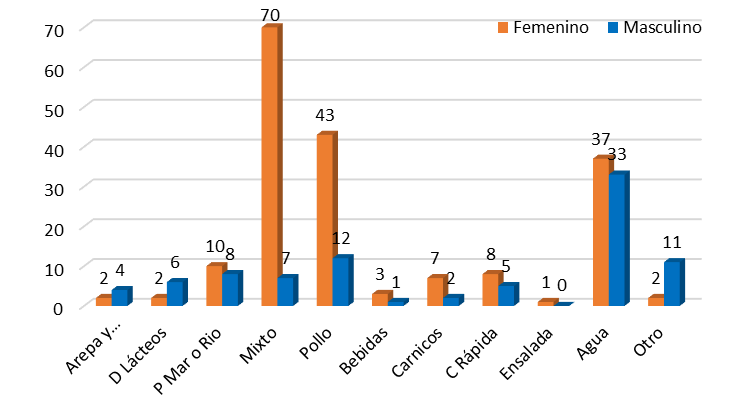 70
60
50
40
30
20
10
0
Femenino Masculino
2 4
2 6
10 8
70 7
43 12
3 1
7 2
8 5
1 0
37 33
2 11
Arepa y...
D Lácteos
P Mar o Rio
Mixto
Pollo
Bebidas
Carnicos
C Rápida
Ensalada
Agua
Otro